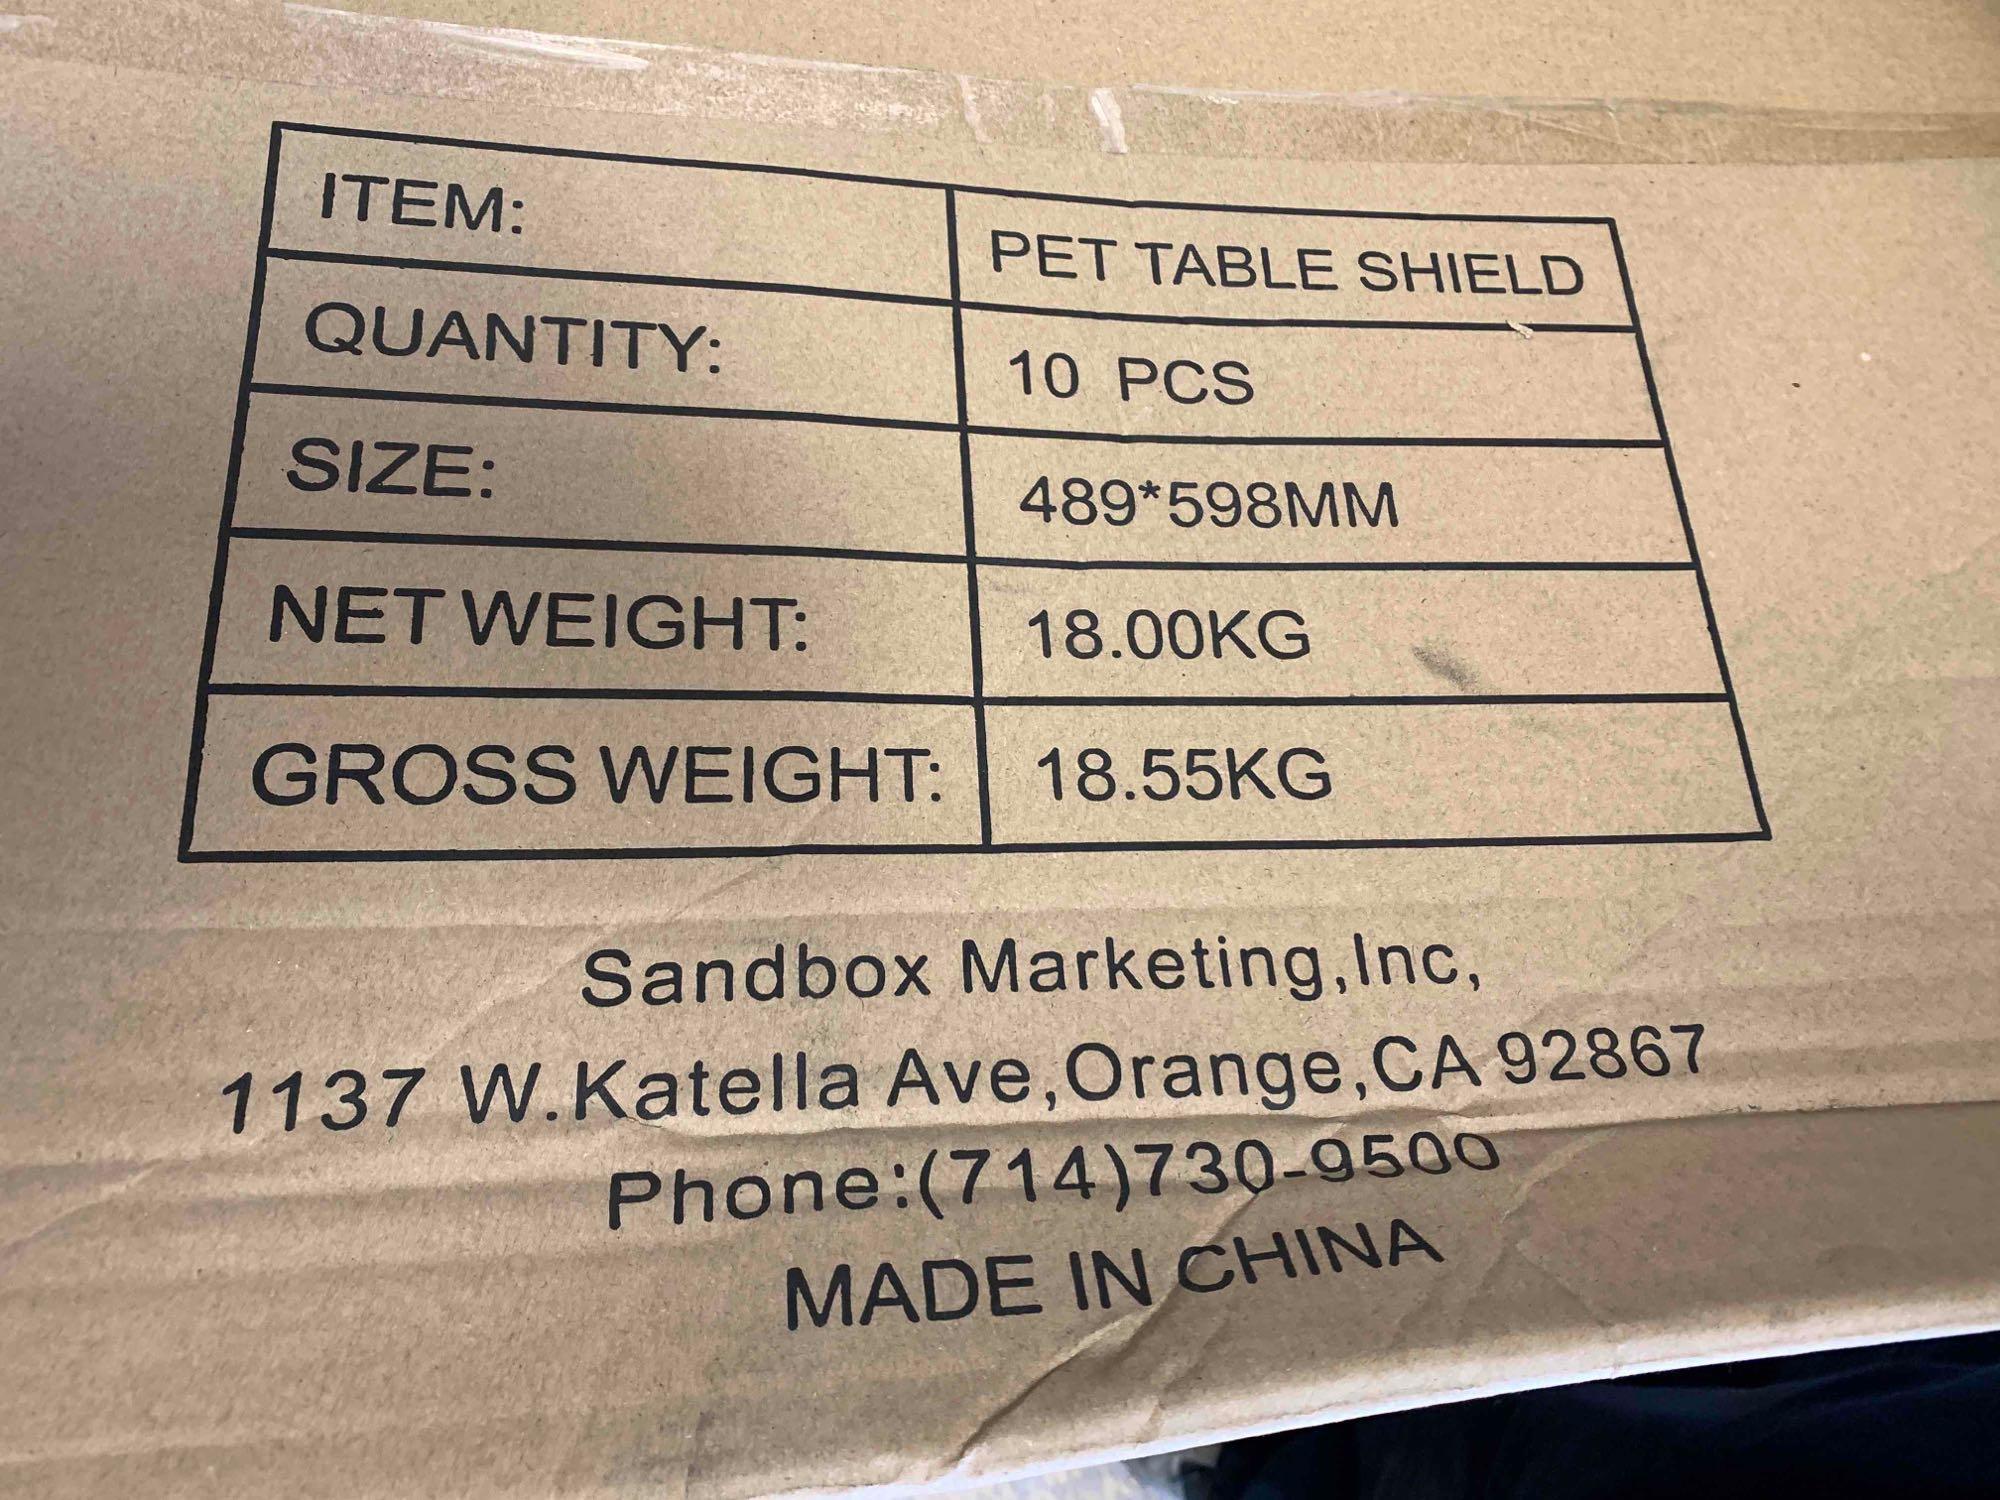 ITEM: PET TABLE SHIELD
QUANTITY: 10 PCS
SIZE: 489*598MM
NET WEIGHT: 18.00KG
GROSS WEIGHT: 18.55KG
Sandbox Marketing,Inc,
1137 W.Katella Ave,Orange,CA 92867
Phone:(714)730-9500
MADE IN CHINA